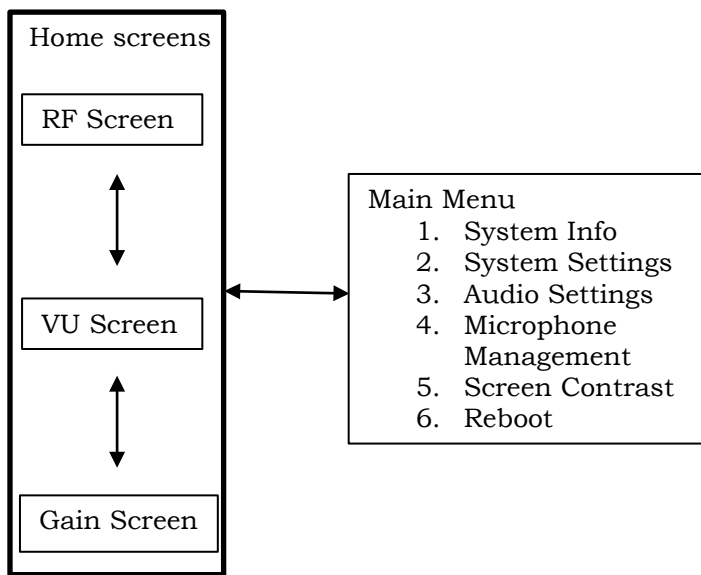 Home screens
RF Screen
VU Screen
Gain Screen
Main Menu
1. System Info
2. System Settings
3. Audio Settings
4. Microphone
Management
5. Screen Contrast
6. Reboot